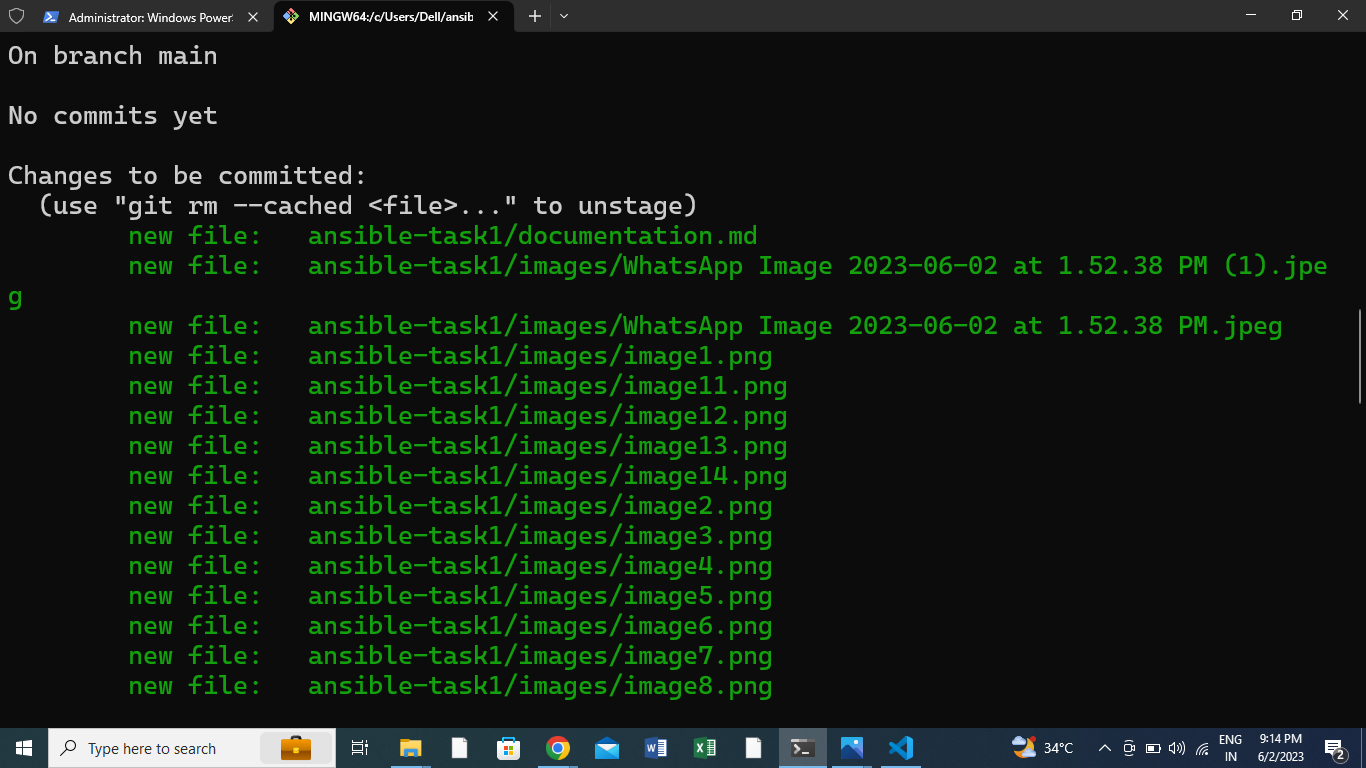 Administrator: Windows Power
MINGW64:/c/Users/Dell/ansib
On branch main
No commits yet
Changes to be committed:
(use "git rm --cached <file>..." to unstage)
new file:   ansible-task1/documentation.md
new file:   ansible-task1/images/WhatsApp Image 2023-06-02 at 1.52.38 PM (1).jpe
g
new file:   ansible-task1/images/WhatsApp Image 2023-06-02 at 1.52.38 PM.jpeg
new file:   ansible-task1/images/image1.png
new file:   ansible-task1/images/image11.png
new file:   ansible-task1/images/image12.png
new file:   ansible-task1/images/image13.png
new file:   ansible-task1/images/image14.png
new file:   ansible-task1/images/image2.png
new file:   ansible-task1/images/image3.png
new file:   ansible-task1/images/image4.png
new file:   ansible-task1/images/image5.png
new file:   ansible-task1/images/image6.png
new file:   ansible-task1/images/image7.png
new file:   ansible-task1/images/image8.png
Type here to search
34°C
ENG
IN
9:14 PM
6/2/2023
2